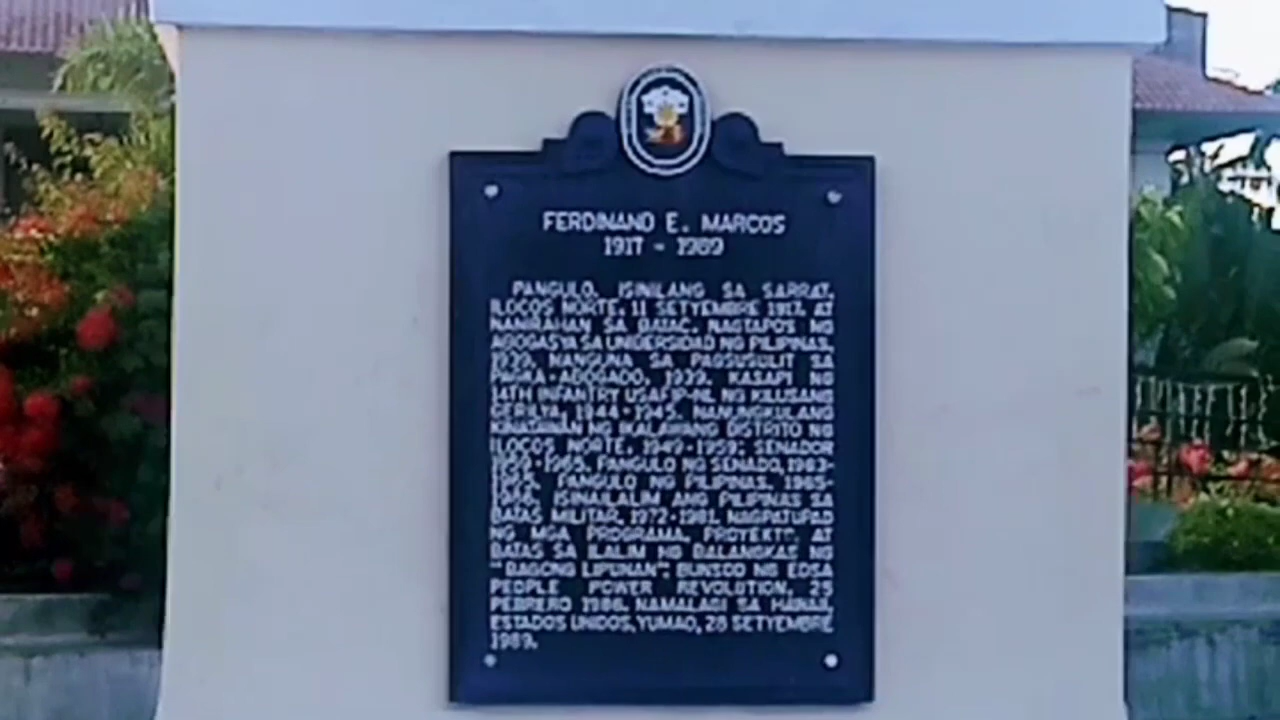 FERDINAND E. MARCOS
1917 - 1989
PANGULO. ISINILANG SA SARRAT,
ILOCOS NORTE, 11 SETYEMBRE 1917, AT
NANIRAHAN SA BATAC. NAGTAPOS NG
ABOGASYA SA UNIBERSIDAD NG PILIPINAS,
1939. NANGUNA SA PAGSUSULIT SA
PAGKA-ABOGADO, 1939. KASAPI NG
14TH INFANTRY USAFIP-NL NG KILUSANG
GERILYA, 1944-1945. NANUNGKULANG
KINATAWAN NG IKALAWANG DISTRITO NG
ILOCOS NORTE, 1949-1959; SENADOR
1959-1965. PANGULO NG SENADO, 1963-
1965. PANGULO NG PILIPINAS, 1965-
1986. ISINAILALIM ANG PILIPINAS SA
BATAS MILITAR, 1972-1981. NAGPATUPAD
NG MGA PROGRAMA, PROYEKTO, AT
BATAS SA ILALIM NG BALANGKAS NG
"BAGONG LIPUNAN". BUNSOD NG EDSA
PEOPLE POWER REVOLUTION, 25
PEBRERO 1986, NAMALAGI SA HAWAII,
ESTADOS UNIDOS, YUMAO, 28 SETYEMBRE
1989.